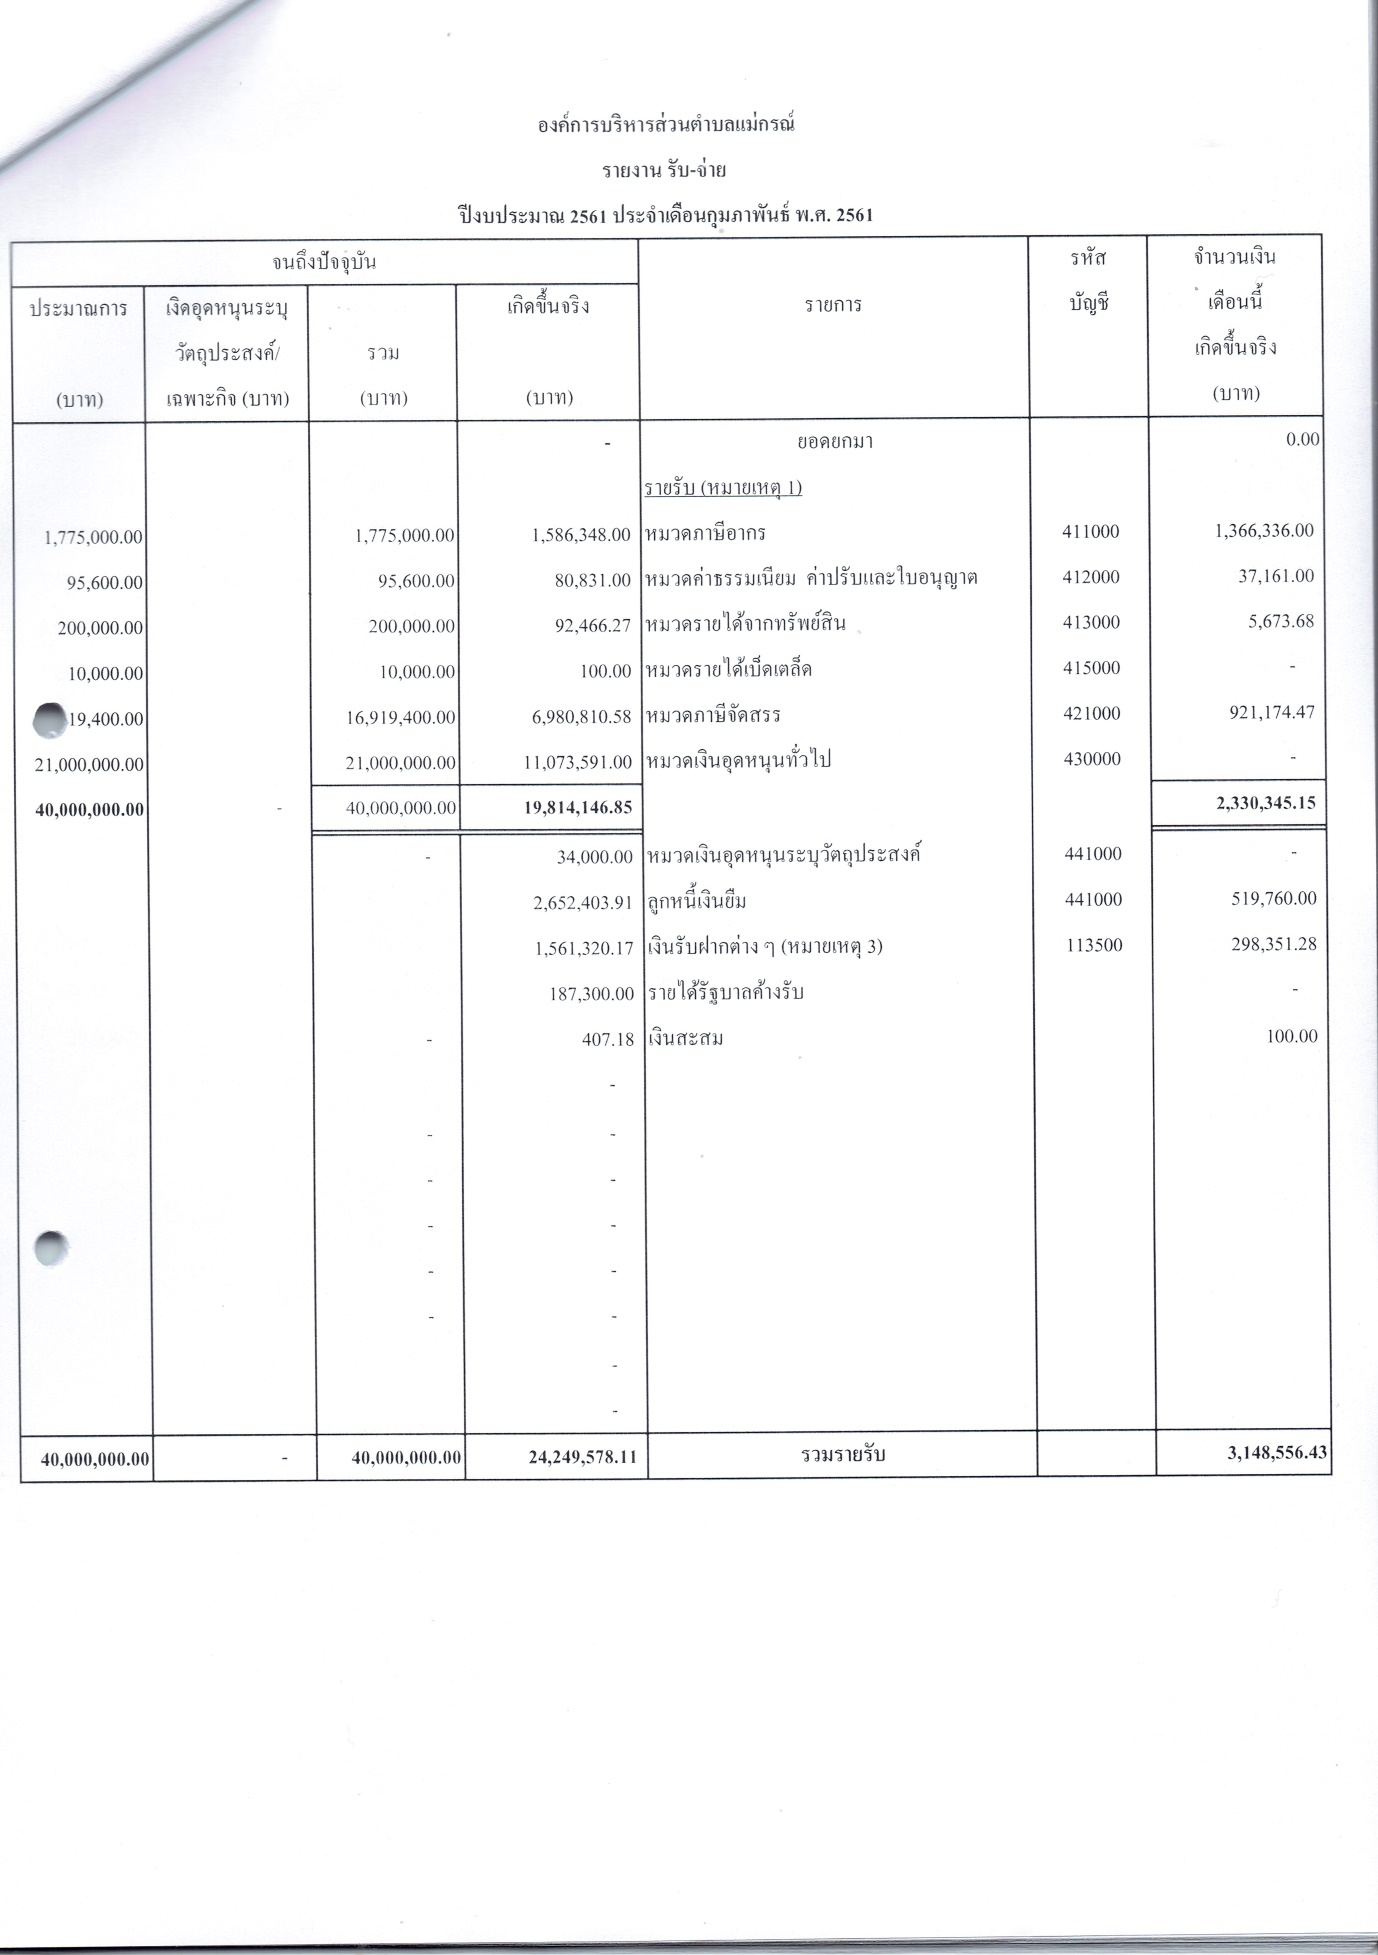 องค์การบริหารส่วนตำบลแม่กรณ์
รายงาน รับ-จ่าย
ปีงบประมาณ 2561 ประจำเดือนกุมภาพันธ์ พ.ศ. 2561
จนถึงปัจจุบัน รหัส จำนวนเงิน
ประมาณการ เงิดอุดหนุนระบุ เกิดขึ้นจริง รายการ บัญชี เดือนนี้
วัตถุประสงค์/ รวม เกิดขึ้นจริง
(บาท) เฉพาะกิจ (บาท) (บาท) (บาท) (บาท)
- ยอดยกมา 0.00
รายรับ (หมายเหตุ 1)
1,775,000.00 1,775,000.00 1,586,348.00 หมวดภาษีอากร 411000 1,366,336.00
95,600.00 95,600.00 80,831.00 หมวดค่าธรรมเนียม ค่าปรับและใบอนุญาต 412000 37,161.00
200,000.00 200,000.00 92,466.27 หมวดรายได้จากทรัพย์สิน 413000 5,673.68
10,000.00 10,000.00 100.00 หมวดรายได้เบ็ดเตล็ด 415000 -
19,400.00 16,919,400.00 6,980,810.58 หมวดภาษีจัดสรร 421000 921,174.47
21,000,000.00 21,000,000.00 11,073,591.00 หมวดเงินอุดหนุนทั่วไป 430000 -
40,000,000.00 - 40,000,000.00 19,814,146.85 2,330,345.15
- 34,000.00 หมวดเงินอุดหนุนระบุวัตถุประสงค์ 441000 -
2,652,403.91 ลูกหนี้เงินยืม 441000 519,760.00
1,561,320.17 เงินรับฝากต่าง ๆ (หมายเหตุ 3) 113500 298,351.28
187,300.00 รายได้รัฐบาลค้างรับ -
- 407.18 เงินสะสม 100.00
-
- -
- -
- -
- -
- -
-
-
40,000,000.00 - 40,000,000.00 24,249,578.11 รวมรายรับ 3,148,556.43